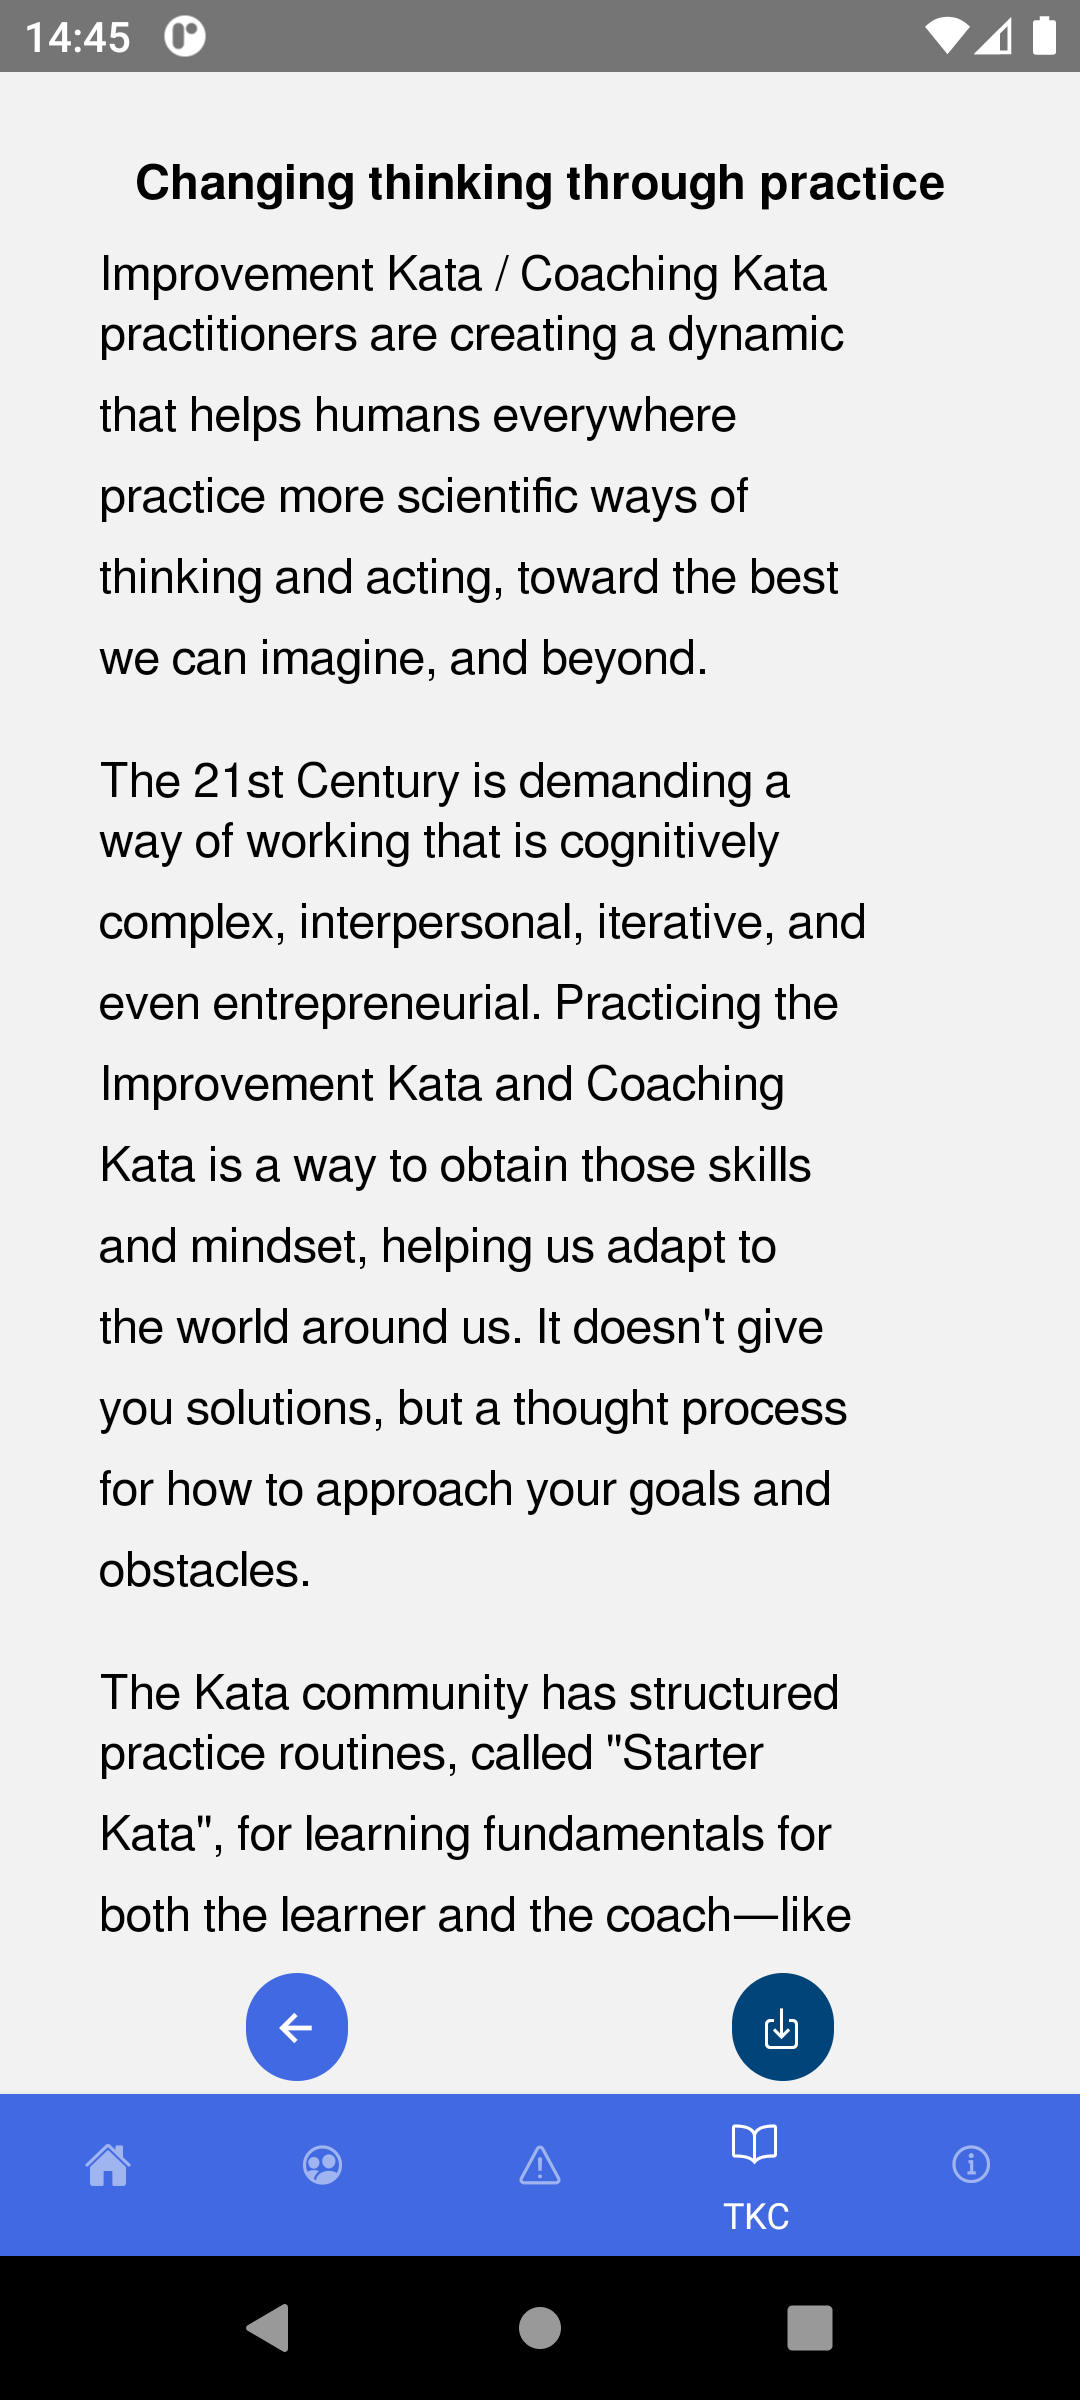 14:45
Changing thinking through practice
Improvement Kata / Coaching Kata
practitioners are creating a dynamic
that helps humans everywhere
practice more scientific ways of
thinking and acting, toward the best
we can imagine, and beyond.
The 21st Century is demanding a
way of working that is cognitively
complex, interpersonal, iterative, and
even entrepreneurial. Practicing the
Improvement Kata and Coaching
Kata is a way to obtain those skills
and mindset, helping us adapt to
the world around us. It doesn't give
you solutions, but a thought process
for how to approach your goals and
obstacles.
The Kata community has structured
practice routines, called "Starter
Kata", for learning fundamentals for
both the learner and the coach—like
TKC